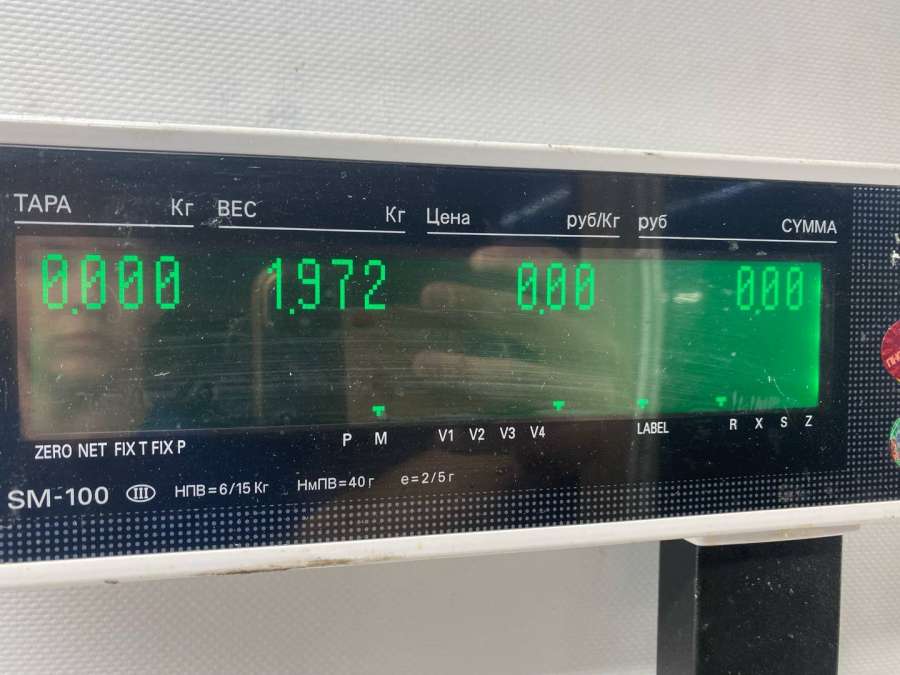 ТАРА Кг ВЕС Кг Цена руб/Кг руб СУММА
0.000 1.972 0.00 0.00
ZERO NET FIX T FIX P P M V1 V2 V3 V4 LABEL R X S Z
SM-100 III НПВ=6/15 Кг НмПВ=40 г e=2/5 г